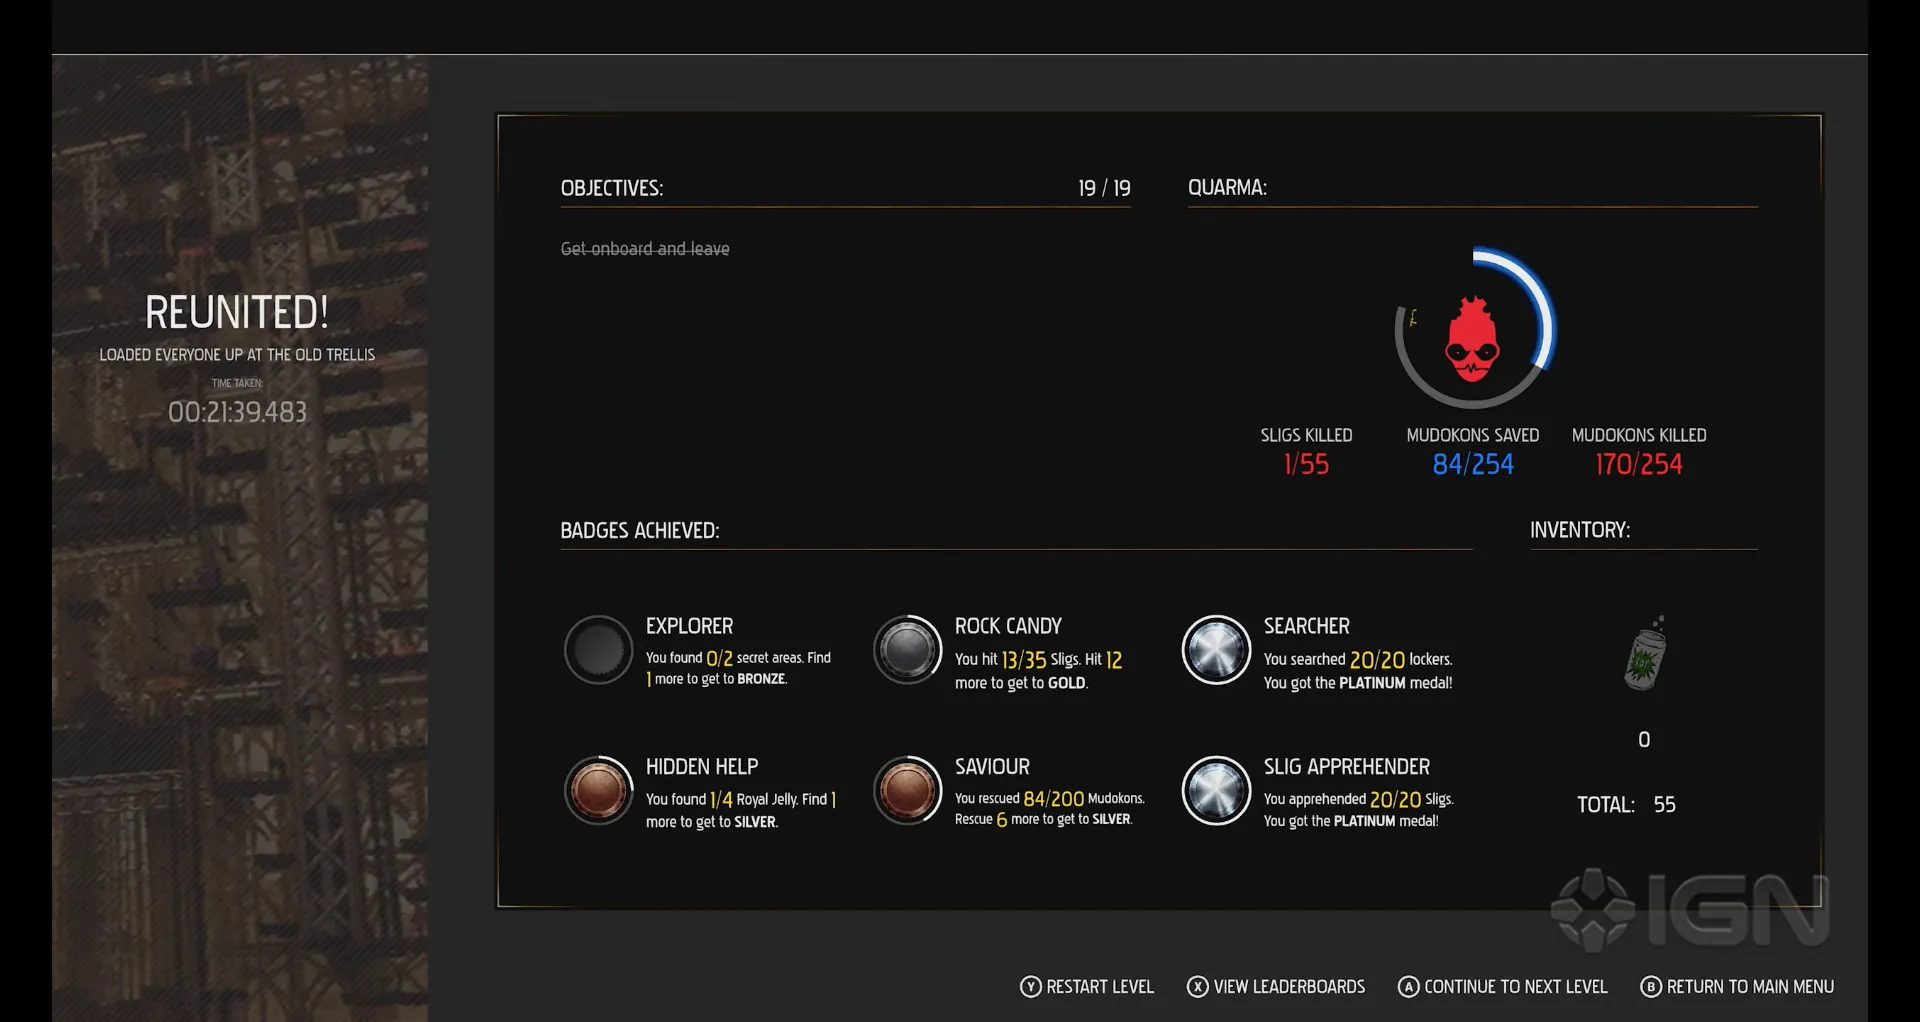 REUNITED!
LOADED EVERYONE UP AT THE OLD TRELLIS
TIME TAKEN:
00:21:39.483
OBJECTIVES: 19 / 19
Get onboard and leave
QUARMA:
SLIGS KILLED
1/55
MUDOKONS SAVED
84/254
MUDOKONS KILLED
170/254
BADGES ACHIEVED:
EXPLORER
You found 0/2 secret areas. Find
1 more to get to BRONZE.
ROCK CANDY
You hit 13/35 Sligs. Hit 12
more to get to GOLD.
SEARCHER
You searched 20/20 lockers.
You got the PLATINUM medal!
HIDDEN HELP
You found 1/4 Royal Jelly. Find 1
more to get to SILVER.
SAVIOUR
You rescued 84/200 Mudokons.
Rescue 6 more to get to SILVER.
SLIG APPREHENDER
You apprehended 20/20 Sligs.
You got the PLATINUM medal!
INVENTORY:
0
TOTAL: 55
IGN
Y RESTART LEVEL X VIEW LEADERBOARDS A CONTINUE TO NEXT LEVEL B RETURN TO MAIN MENU